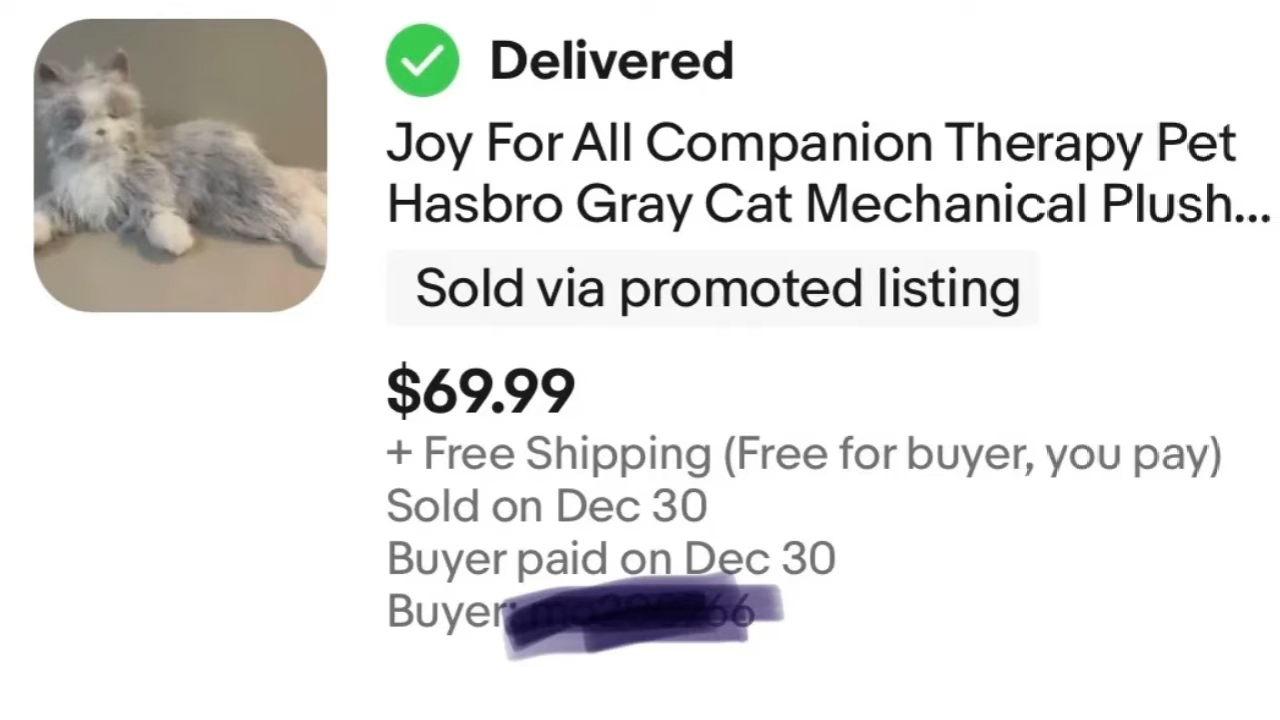 Delivered
Joy For All Companion Therapy Pet
Hasbro Gray Cat Mechanical Plush...
Sold via promoted listing
$69.99
+ Free Shipping (Free for buyer, you pay)
Sold on Dec 30
Buyer paid on Dec 30
Buyer: